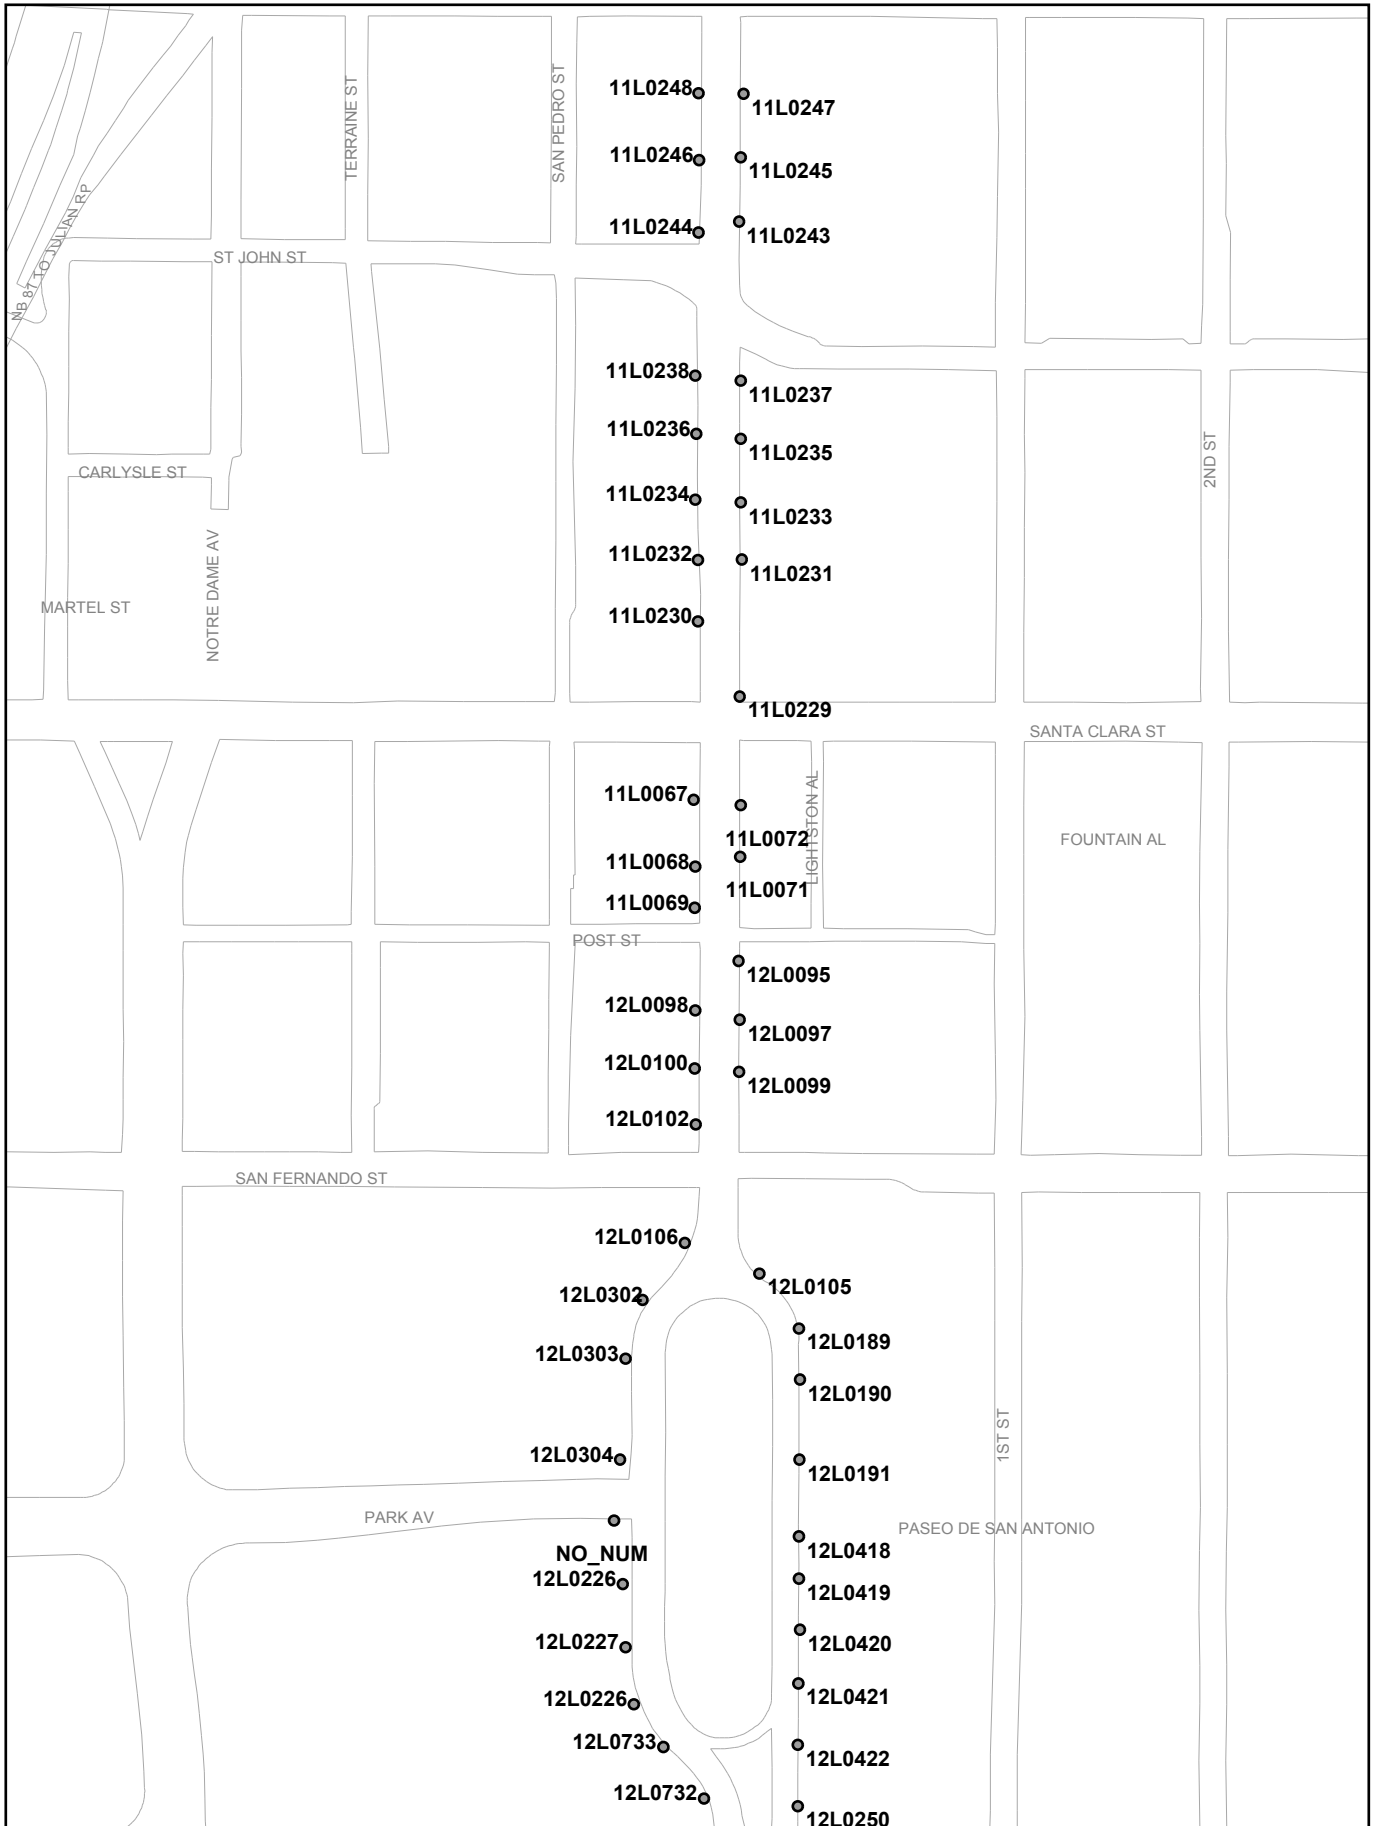 11L0248
11L0247
TERRAINE ST
SAN PEDRO ST
11L0246
11L0245
NB 87 TO JULIAN RP
11L0244
11L0243
ST JOHN ST
11L0238
11L0237
11L0236
11L0235
2ND ST
CARLYSLE ST
11L0234
11L0233
11L0232
11L0231
NOTRE DAME AV
MARTEL ST
11L0230
11L0229
SANTA CLARA ST
11L0067
LIGHTSTON AL
11L0072
FOUNTAIN AL
11L0068
11L0071
11L0069
POST ST
12L0095
12L0098
12L0097
12L0100
12L0099
12L0102
SAN FERNANDO ST
12L0106
12L0105
12L0302
12L0189
12L0303
12L0190
1ST ST
12L0304
12L0191
PARK AV
PASEO DE SAN ANTONIO
12L0418
NO_NUM
12L0226
12L0419
12L0227
12L0420
12L0226
12L0421
12L0733
12L0422
12L0732
12L0250